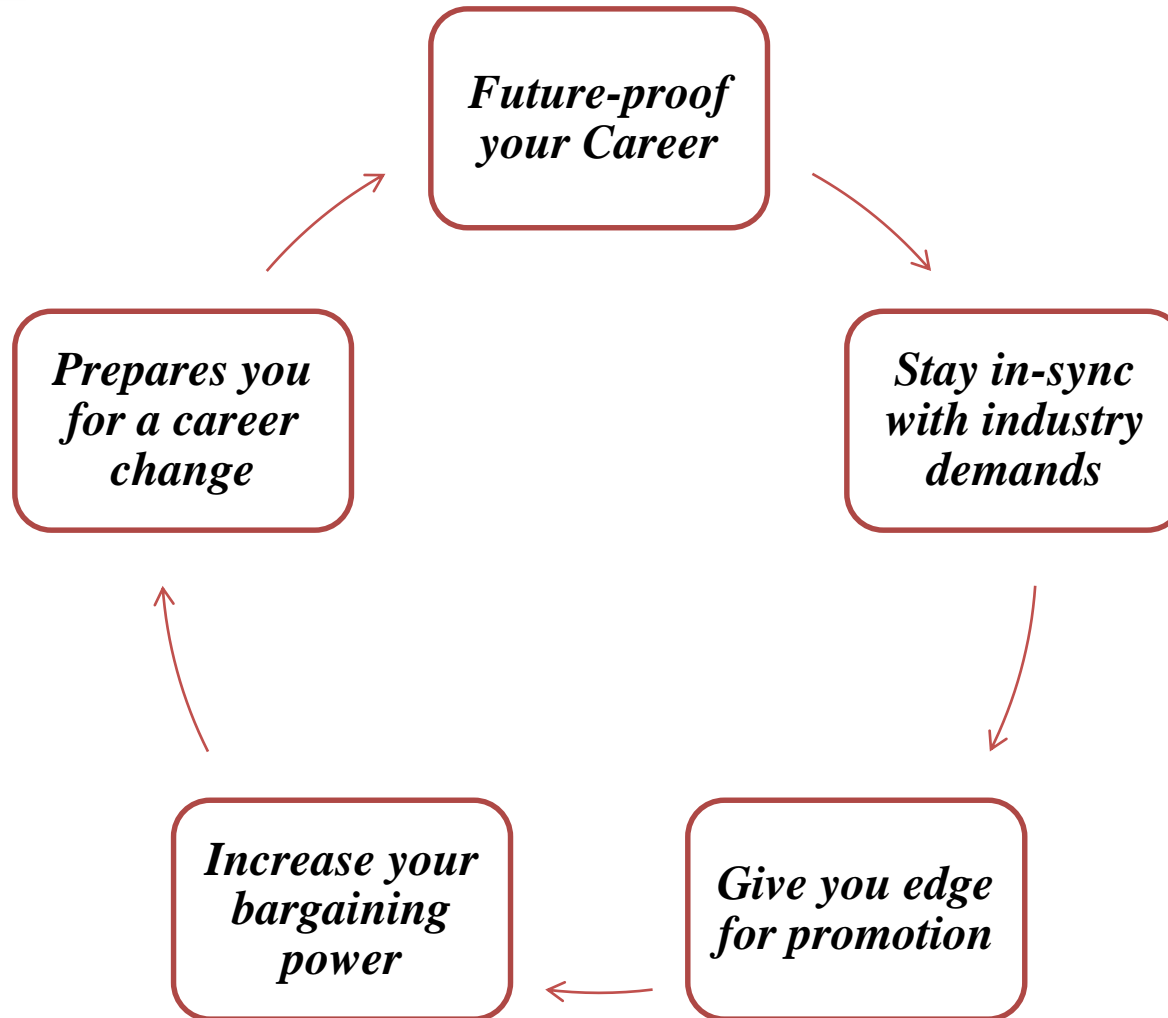 Future-proof
your Career
Stay in-sync
with industry
demands
Give you edge
for promotion
Increase your
bargaining
power
Prepares you
for a career
change